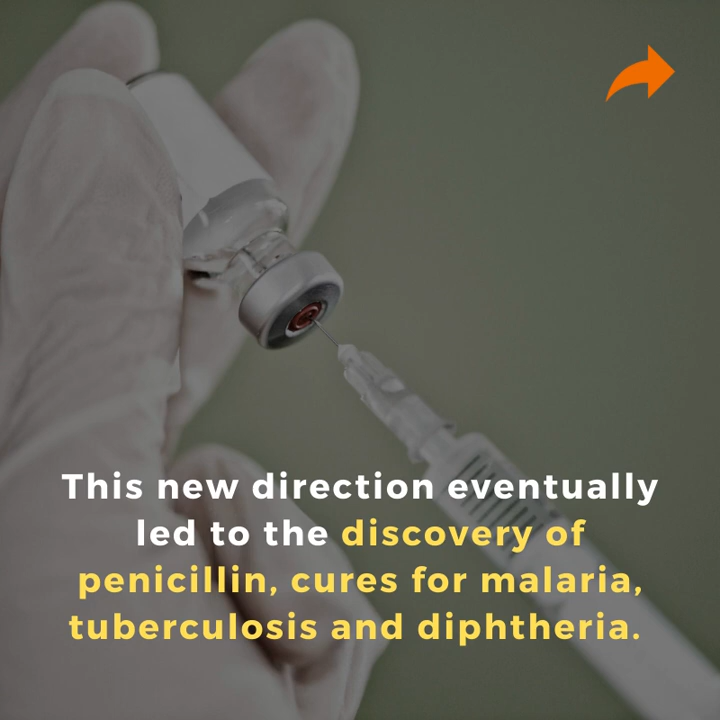 This new direction eventually
led to the discovery of
penicillin, cures for malaria,
tuberculosis and diphtheria.